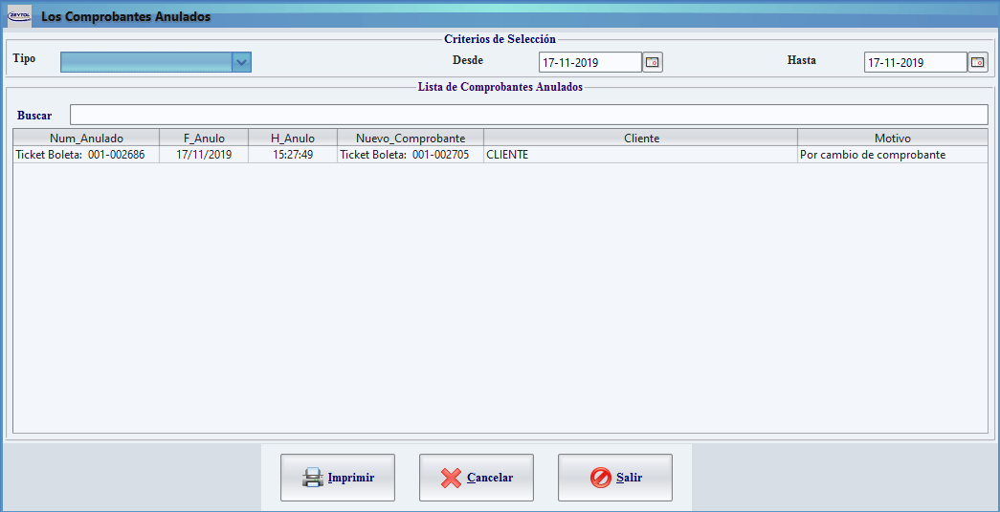 ZEYTOL Los Comprobantes Anulados
Criterios de Selección
Tipo Desde 17-11-2019 Hasta 17-11-2019
Lista de Comprobantes Anulados
Buscar
Num_Anulado F_Anulo H_Anulo Nuevo_Comprobante Cliente Motivo
Ticket Boleta: 001-002686 17/11/2019 15:27:49 Ticket Boleta: 001-002705 CLIENTE Por cambio de comprobante
Imprimir Cancelar Salir